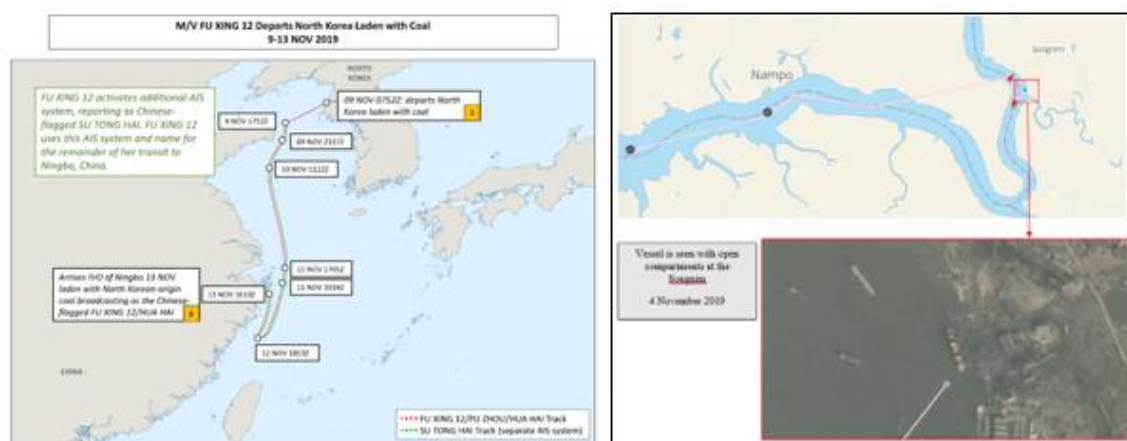 M/V FU XING 12 Departs North Korea Laden with Coal
9-13 NOV 2019
FU XING 12 activates additional AIS
system, reporting as Chinese-
flagged SU TONG HAI. FU XING 12
uses this AIS system and name for
the remainder of her transit to
Ningbo, China.
NORTH
KOREA
09 NOV 0752Z: departs North
Korea laden with coal
1
9 NOV 1752Z
10 NOV 1122Z
11 NOV 1705Z
12 NOV 1853Z
Arrives IVO of Ningbo 13 NOV
laden with North Korean-origin
coal broadcasting as the Chinese-
flagged FU XING 12/HUA HAI
2
CHINA
FU XING 12/FU ZHOU/HUA HAI Track
SU TONG HAI Track (separate AIS system)
Nampo
Songnim
Vessel is seen with open
compartments at the
Songnim
4 November 2019